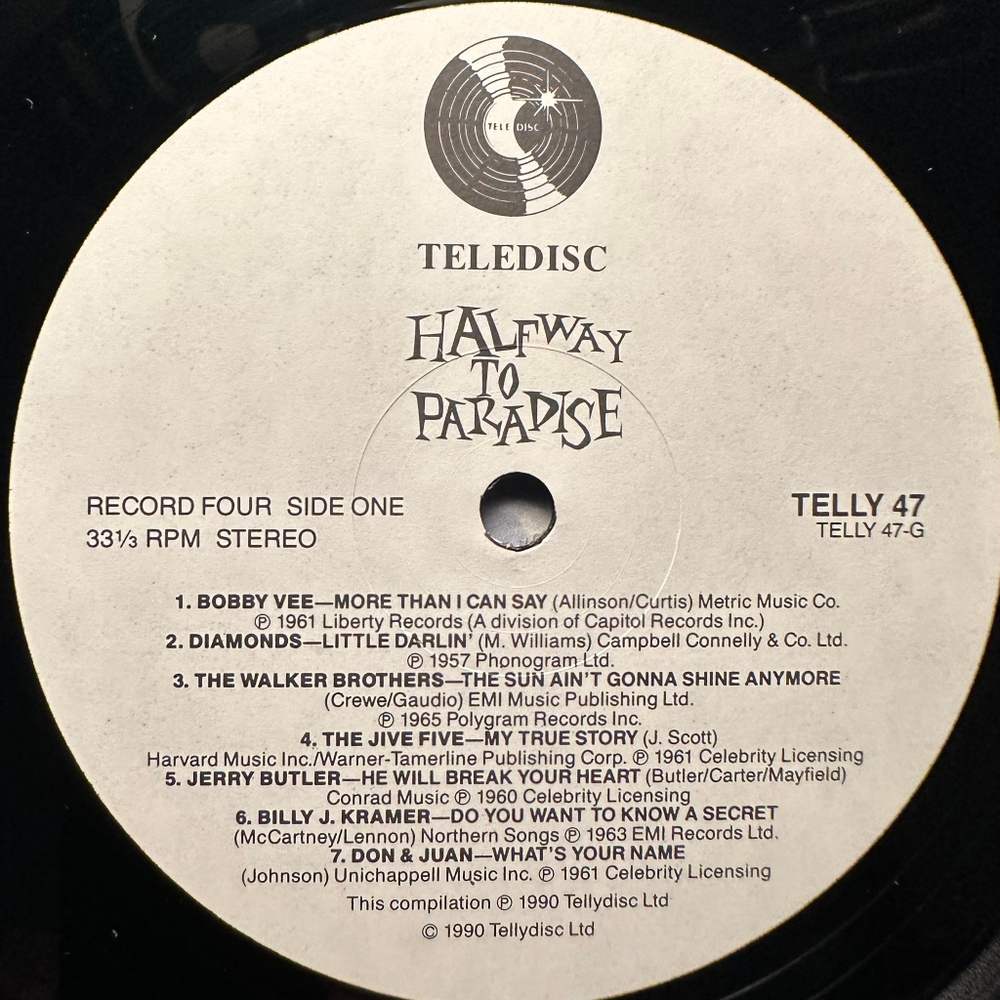 TELE DISC
TELEDISC
HALFWAY
TO
PARADISE
RECORD FOUR SIDE ONE
33⅓ RPM STEREO
TELLY 47
TELLY 47-G
1. BOBBY VEE—MORE THAN I CAN SAY (Allinson/Curtis) Metric Music Co.
℗ 1961 Liberty Records (A division of Capitol Records Inc.)
2. DIAMONDS—LITTLE DARLIN' (M. Williams) Campbell Connelly & Co. Ltd.
℗ 1957 Phonogram Ltd.
3. THE WALKER BROTHERS—THE SUN AIN'T GONNA SHINE ANYMORE
(Crewe/Gaudio) EMI Music Publishing Ltd.
℗ 1965 Polygram Records Inc.
4. THE JIVE FIVE—MY TRUE STORY (J. Scott)
Harvard Music Inc./Warner-Tamerline Publishing Corp. ℗ 1961 Celebrity Licensing
5. JERRY BUTLER—HE WILL BREAK YOUR HEART (Butler/Carter/Mayfield)
Conrad Music ℗ 1960 Celebrity Licensing
6. BILLY J. KRAMER—DO YOU WANT TO KNOW A SECRET
(McCartney/Lennon) Northern Songs ℗ 1963 EMI Records Ltd.
7. DON & JUAN—WHAT'S YOUR NAME
(Johnson) Unichappell Music Inc. ℗ 1961 Celebrity Licensing
This compilation ℗ 1990 Tellydisc Ltd
© 1990 Tellydisc Ltd